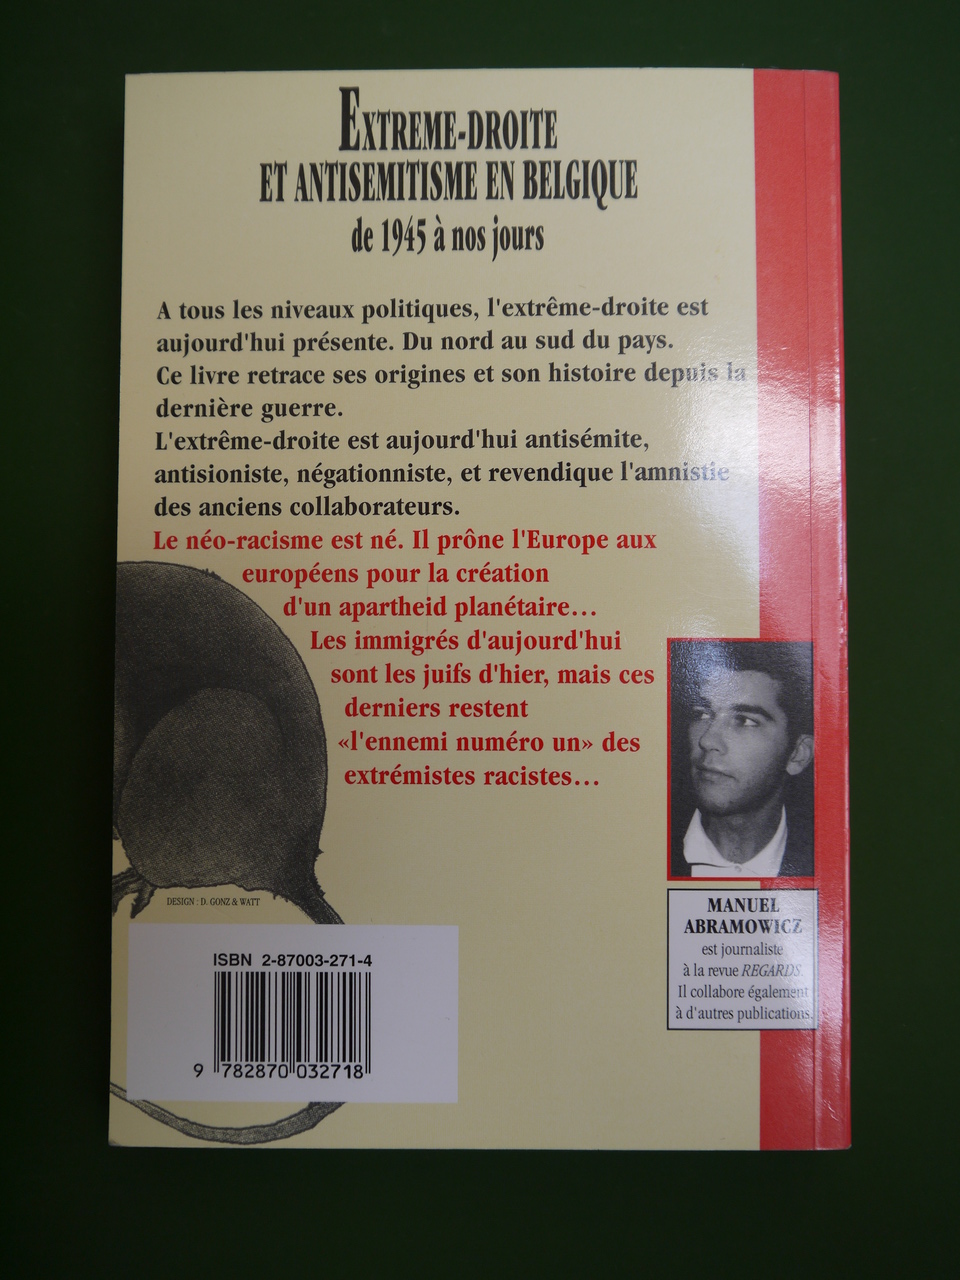 EXTREME-DROITE
ET ANTISEMITISME EN BELGIQUE
de 1945 à nos jours
A tous les niveaux politiques, l'extrême-droite est
aujourd'hui présente. Du nord au sud du pays.
Ce livre retrace ses origines et son histoire depuis la
dernière guerre.
L'extrême-droite est aujourd'hui antisémite,
antisioniste, négationniste, et revendique l'amnistie
des anciens collaborateurs.
Le néo-racisme est né. Il prône l'Europe aux
européens pour la création
d'un apartheid planétaire...
Les immigrés d'aujourd'hui
sont les juifs d'hier, mais ces
derniers restent
«l'ennemi numéro un» des
extrémistes racistes...
DESIGN : D. GONZ & WATT
ISBN 2-87003-271-4
9 782870 032718
MANUEL
ABRAMOWICZ
est journaliste
à la revue REGARDS.
Il collabore également
à d'autres publications.